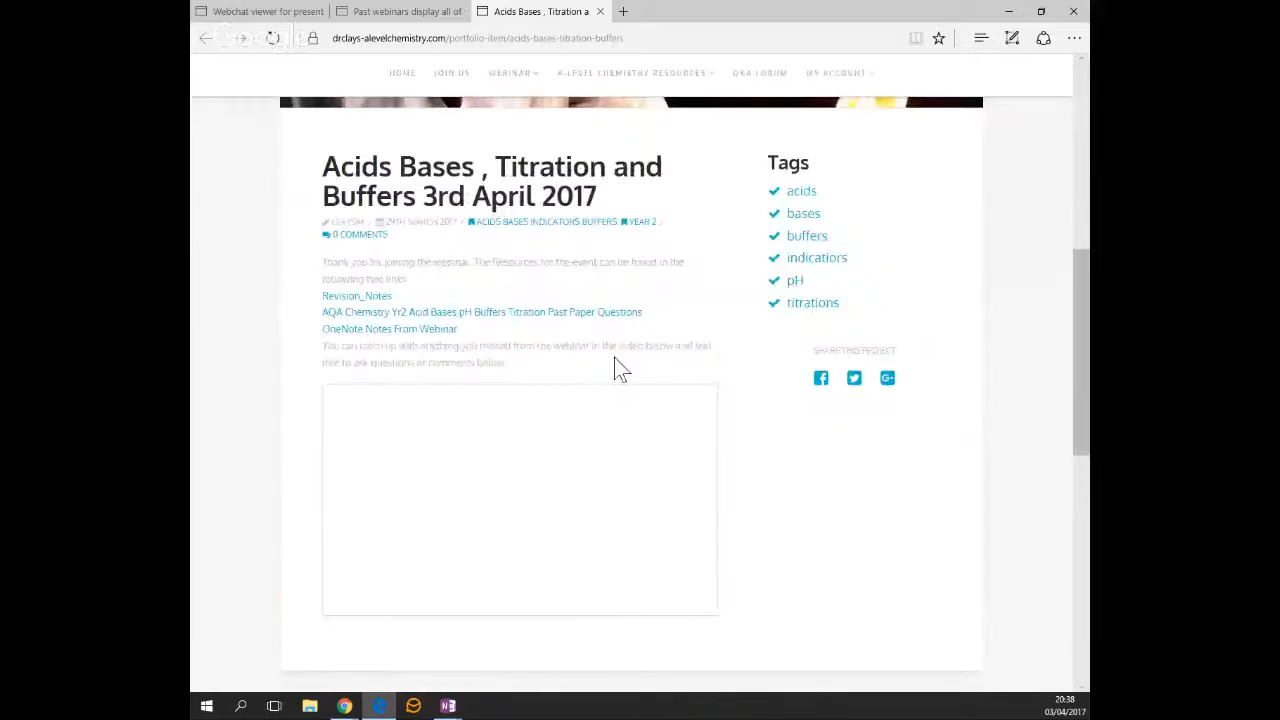 Webchat viewer for present
Past webinars display all of
Acids Bases , Titration a
drclays-alevelchemistry.com/portfolio-item/acids-bases-titration-buffers
HOME JOIN US WEBINAR A-LEVEL CHEMISTRY RESOURCES Q&A FORUM MY ACCOUNT
Acids Bases , Titration and
Buffers 3rd April 2017
29TH MARCH 2017 / ACIDS BASES INDICATORS BUFFERS YEAR 2 /
0 COMMENTS
Thank you for joining the webinar. The Resources for the event can be found in the
following two links
Revision_Notes
AQA Chemistry Yr2 Acid Bases pH Buffers Titration Past Paper Questions
OneNote Notes From Webinar
You can catch up with anything you missed from the webinar in the video below and feel
free to ask questions or comments below.
Tags
acids
bases
buffers
indicatiors
pH
titrations
SHARE THIS PROJECT
20:38
03/04/2017